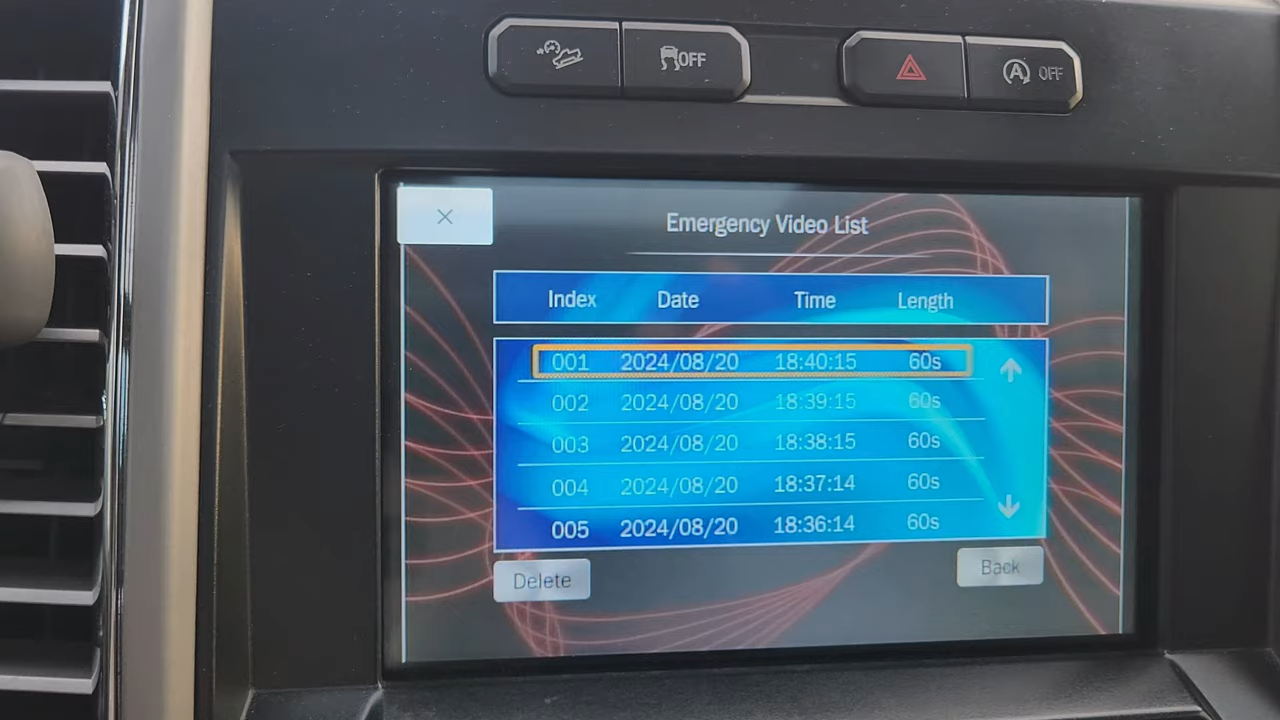 OFF
A OFF
Emergency Video List
Index Date Time Length
001 2024/08/20 18:40:15 60s
002 2024/08/20 18:39:15 60s
003 2024/08/20 18:38:15 60s
004 2024/08/20 18:37:14 60s
005 2024/08/20 18:36:14 60s
Delete Back